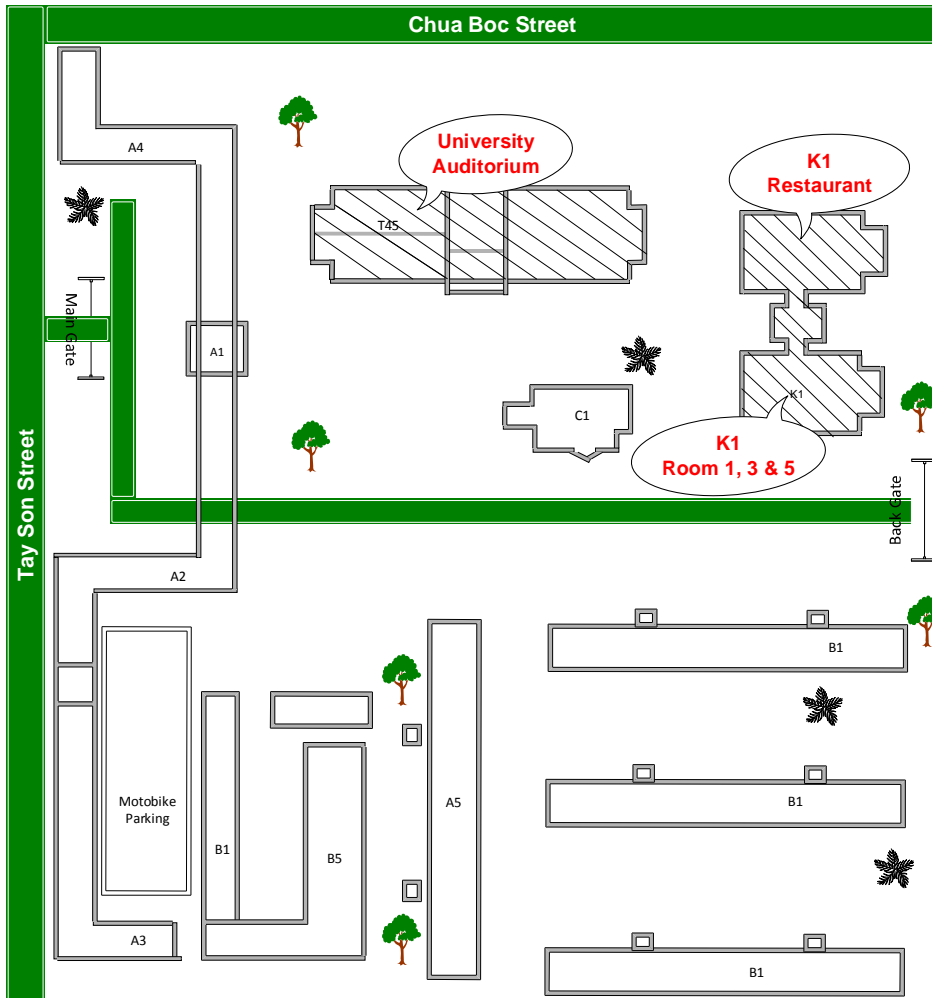 Chua Boc Street
A4
University
Auditorium
K1
Restaurant
T45
Main Gate
A1
C1
K1
K1
Room 1, 3 & 5
Back Gate
Tay Son Street
A2
B1
Motobike
Parking
A5
B1
B1
B5
A3
B1